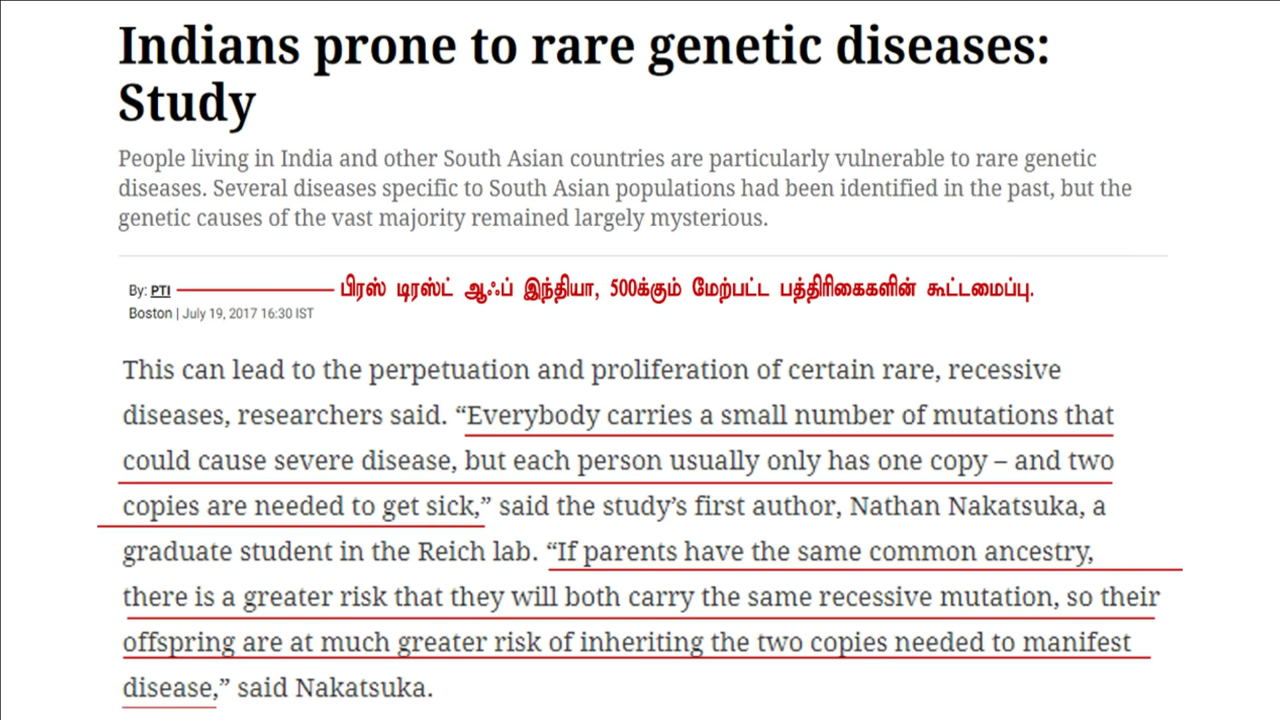 Indians prone to rare genetic diseases:
Study
People living in India and other South Asian countries are particularly vulnerable to rare genetic
diseases. Several diseases specific to South Asian populations had been identified in the past, but the
genetic causes of the vast majority remained largely mysterious.
By: PTI பிரஸ் டிரஸ்ட் ஆஃப் இந்தியா, 500க்கும் மேற்பட்ட பத்திரிகைகளின் கூட்டமைப்பு.
Boston | July 19, 2017 16:30 IST
This can lead to the perpetuation and proliferation of certain rare, recessive
diseases, researchers said. “Everybody carries a small number of mutations that
could cause severe disease, but each person usually only has one copy – and two
copies are needed to get sick,” said the study’s first author, Nathan Nakatsuka, a
graduate student in the Reich lab. “If parents have the same common ancestry,
there is a greater risk that they will both carry the same recessive mutation, so their
offspring are at much greater risk of inheriting the two copies needed to manifest
disease,” said Nakatsuka.